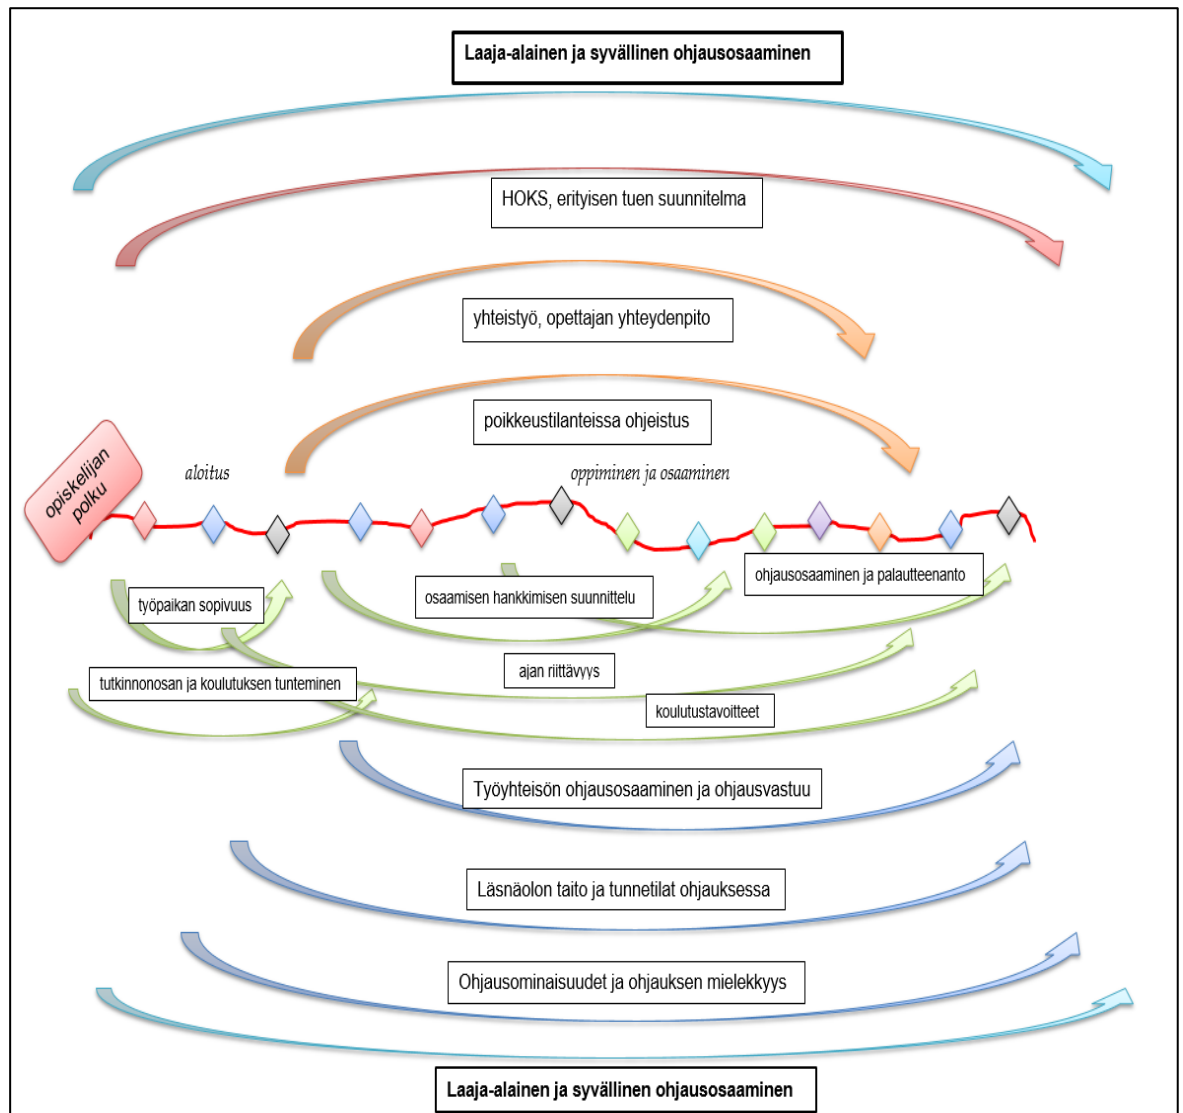 Laaja-alainen ja syvällinen ohjausosaaminen
HOKS, erityisen tuen suunnitelma
yhteistyö, opettajan yhteydenpito
poikkeustilanteissa ohjeistus
opiskelijan
polku
aloitus
oppiminen ja osaaminen
työpaikan sopivuus
osaamisen hankkimisen suunnittelu
ohjausosaaminen ja palautteenanto
tutkinnonosan ja koulutuksen tunteminen
ajan riittävyys
koulutustavoitteet
Työyhteisön ohjausosaaminen ja ohjausvastuu
Läsnäolon taito ja tunnetilat ohjauksessa
Ohjausominaisuudet ja ohjauksen mielekkyys
Laaja-alainen ja syvällinen ohjausosaaminen